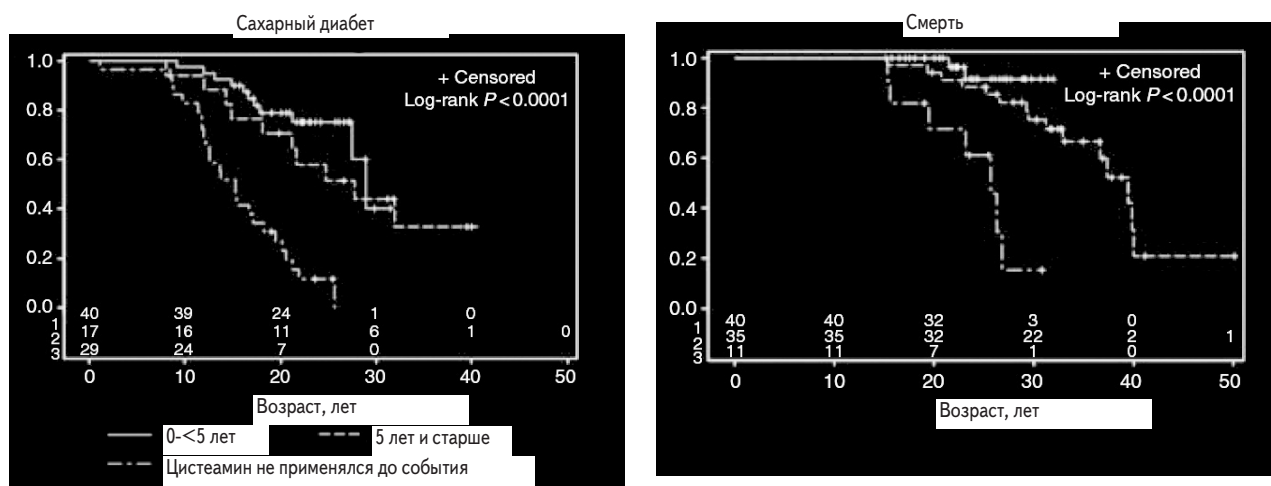 Сахарный диабет
1.0
0.8
0.6
0.4
0.2
0.0
+ Censored
Log-rank P<0.0001
1 40 39 24 1 0
2 17 16 11 6 1 0
3 29 24 7 0
0 10 20 30 40 50
Возраст, лет
0-<5 лет
5 лет и старше
Цистеамин не применялся до события
Смерть
1.0
0.8
0.6
0.4
0.2
0.0
+ Censored
Log-rank P<0.0001
1 40 40 32 3 0
2 35 35 32 22 2 1
3 11 11 7 1 0
0 10 20 30 40 50
Возраст, лет